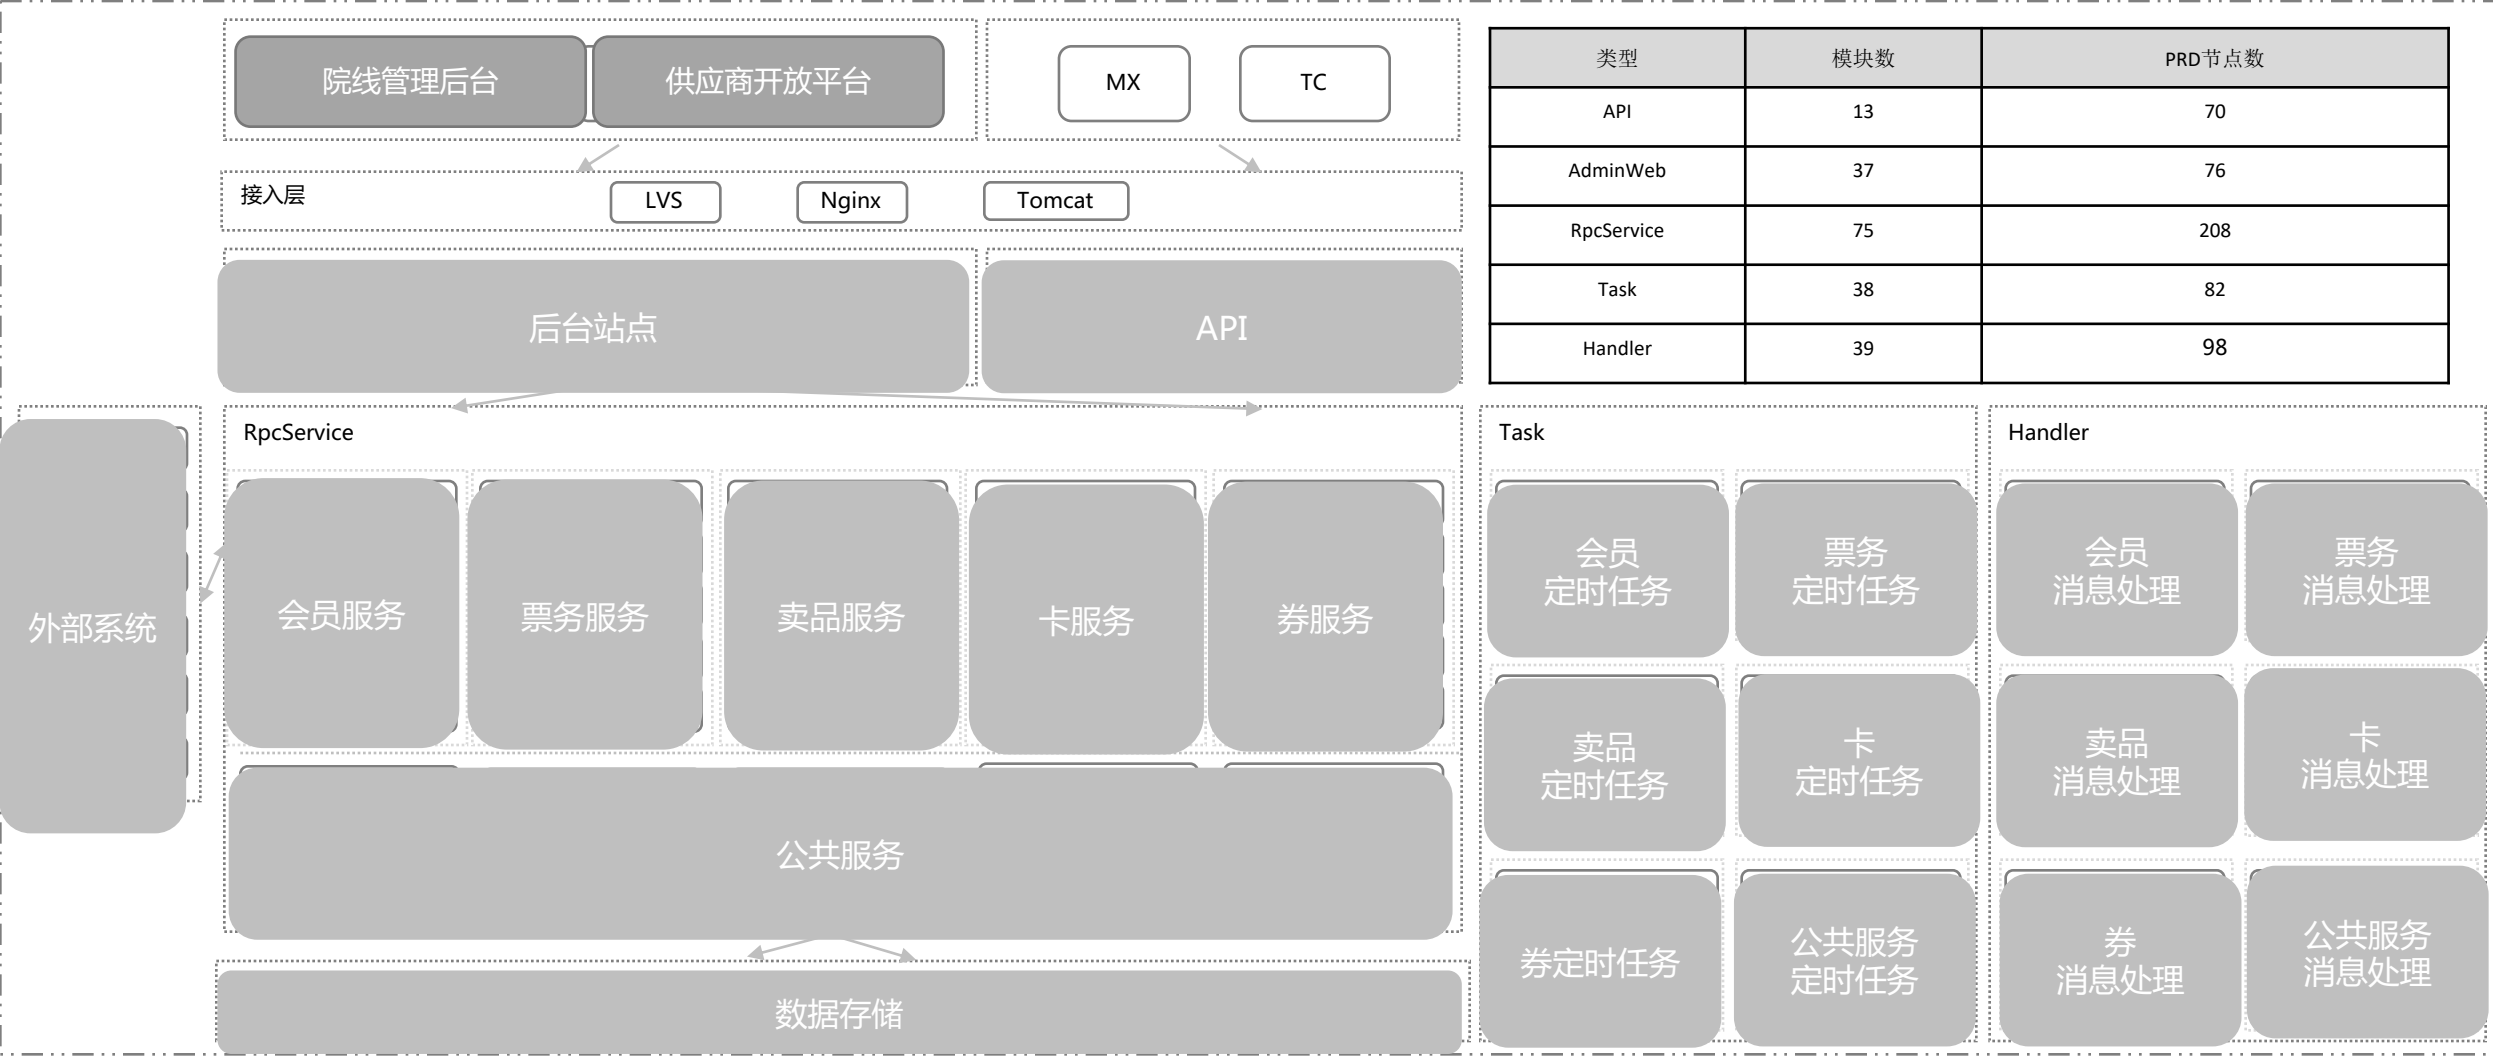 院线管理后台
供应商开放平台
MX
TC
接入层
LVS
Nginx
Tomcat
后台站点
API
类型 模块数 PRD节点数
API 13 70
AdminWeb 37 76
RpcService 75 208
Task 38 82
Handler 39 98
外部系统
RpcService
会员服务
票务服务
卖品服务
卡服务
券服务
公共服务
数据存储
Task
会员
定时任务
票务
定时任务
卖品
定时任务
卡
定时任务
券定时任务
公共服务
定时任务
Handler
会员
消息处理
票务
消息处理
卖品
消息处理
卡
消息处理
券
消息处理
公共服务
消息处理